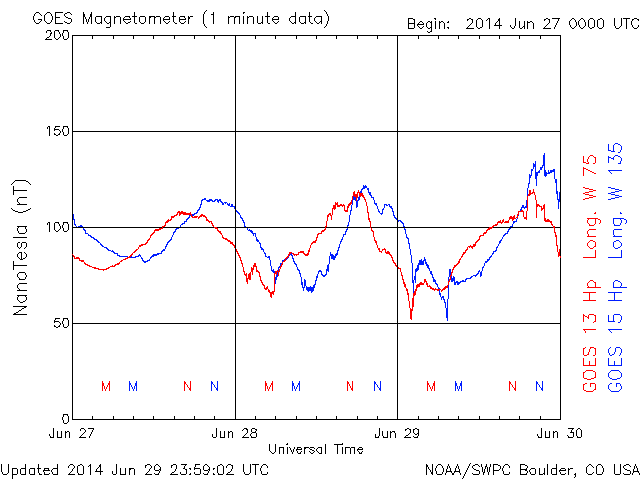 GOES Magnetometer (1 minute data)
Begin: 2014 Jun 27 0000 UTC
200
150
100
50
0
NanoTesla (nT)
M M N N M M N N M M N N
Jun 27 Jun 28 Jun 29 Jun 30
Universal Time
GOES 13 Hp Long. W 75
GOES 15 Hp Long. W 135
Updated 2014 Jun 29 23:59:02 UTC
NOAA/SWPC Boulder, CO USA